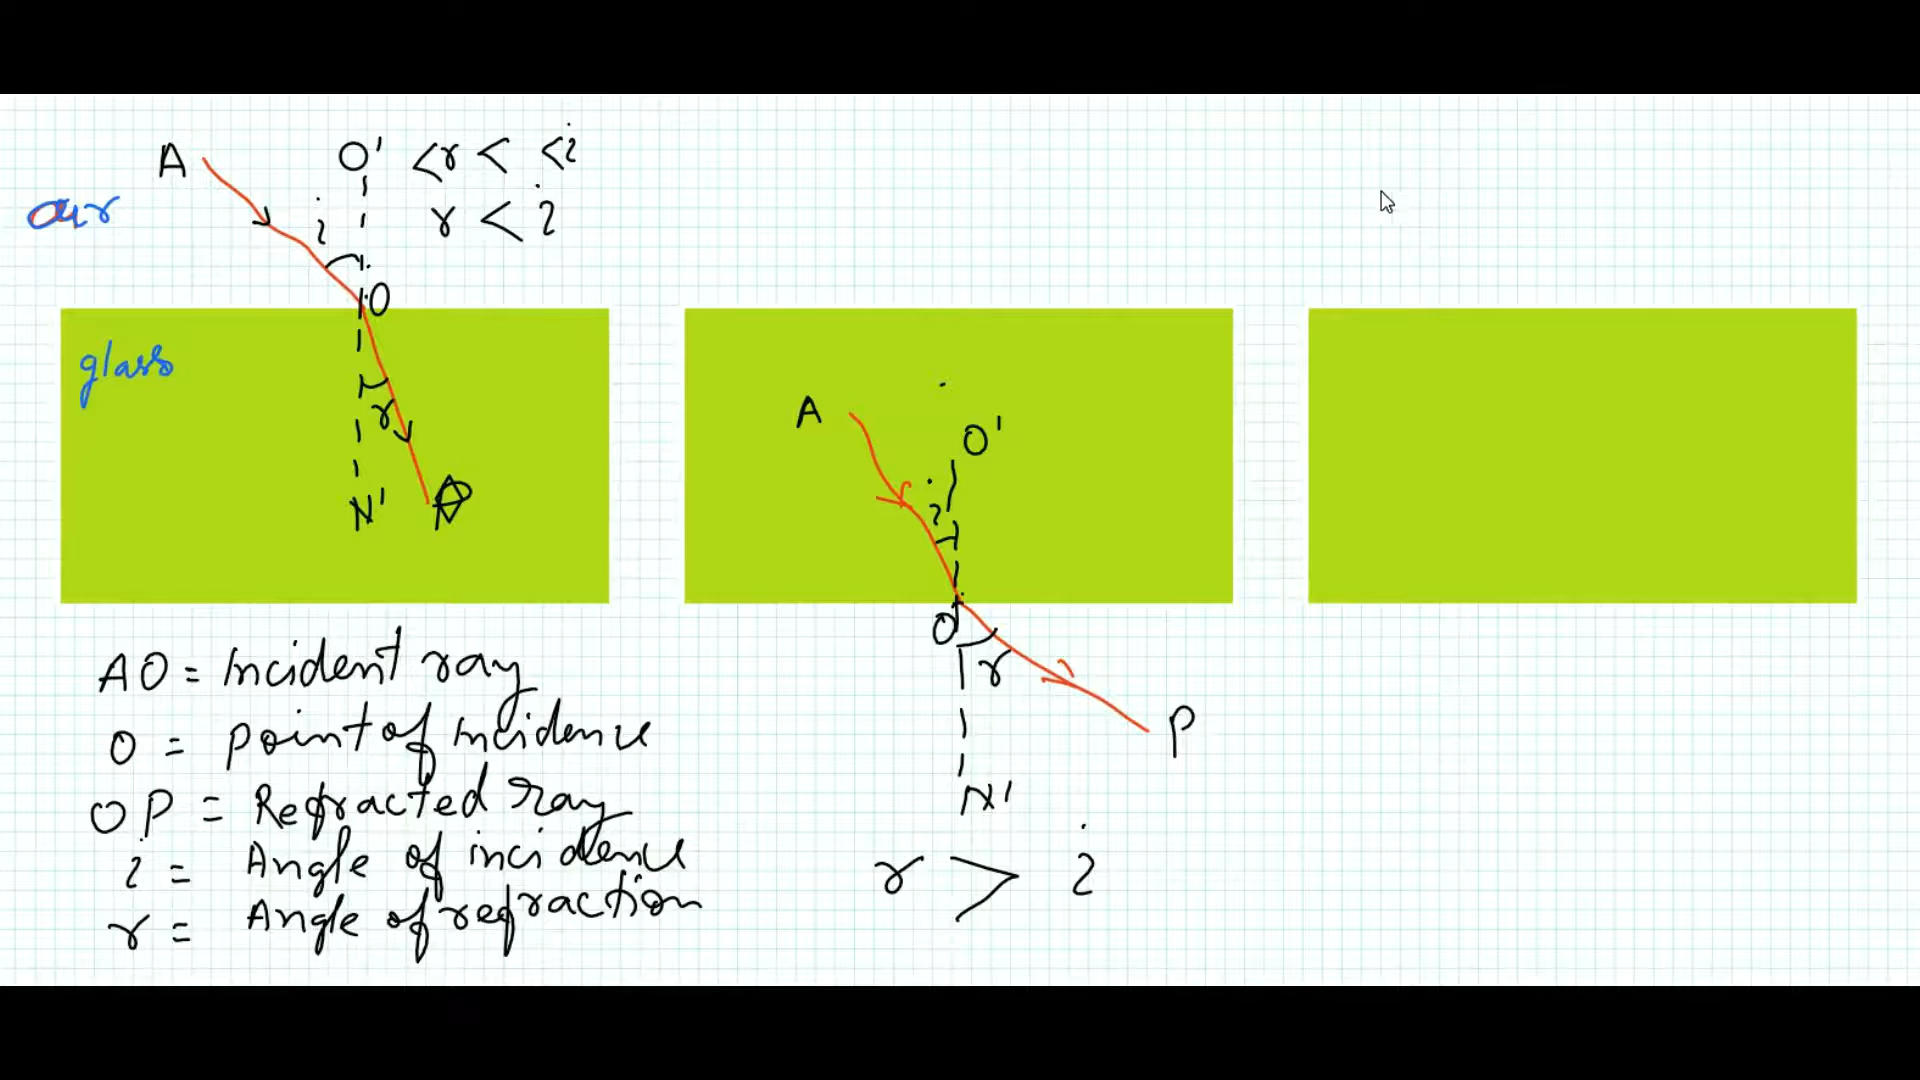 A O' <r < <i
air i r < i
O
glass
r
N' P
A O'
i
O
r
P
N'
r > i
AO = Incident ray
O = point of incidence
OP = Refracted ray
i = Angle of incidence
r = Angle of refraction